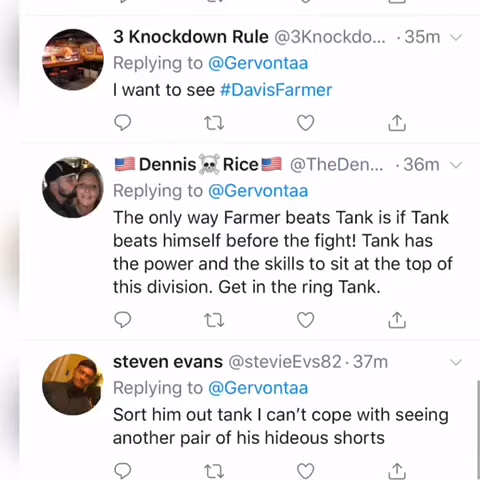 3 Knockdown Rule @3Knockdo... · 35m
Replying to @Gervontaa
I want to see #DavisFarmer
🇺🇸Dennis☠️Rice🇺🇸 @TheDen... · 36m
Replying to @Gervontaa
The only way Farmer beats Tank is if Tank
beats himself before the fight! Tank has
the power and the skills to sit at the top of
this division. Get in the ring Tank.
steven evans @stevieEvs82 · 37m
Replying to @Gervontaa
Sort him out tank I can’t cope with seeing
another pair of his hideous shorts